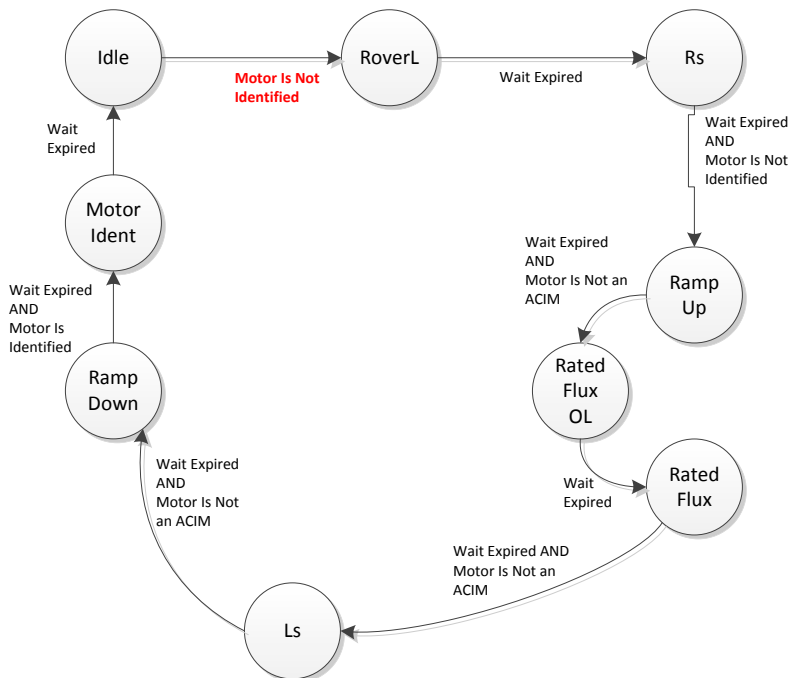 Idle
RoverL
Rs
Motor Is Not
Identified
Wait Expired
Wait Expired
AND
Motor Is Not
Identified
Wait
Expired
Motor
Ident
Wait Expired
AND
Motor Is Not an
ACIM
Ramp
Up
Wait Expired
AND
Motor Is
Identified
Rated
Flux
OL
Ramp
Down
Wait
Expired
Rated
Flux
Wait Expired
AND
Motor Is Not
an ACIM
Wait Expired AND
Motor Is Not an
ACIM
Ls